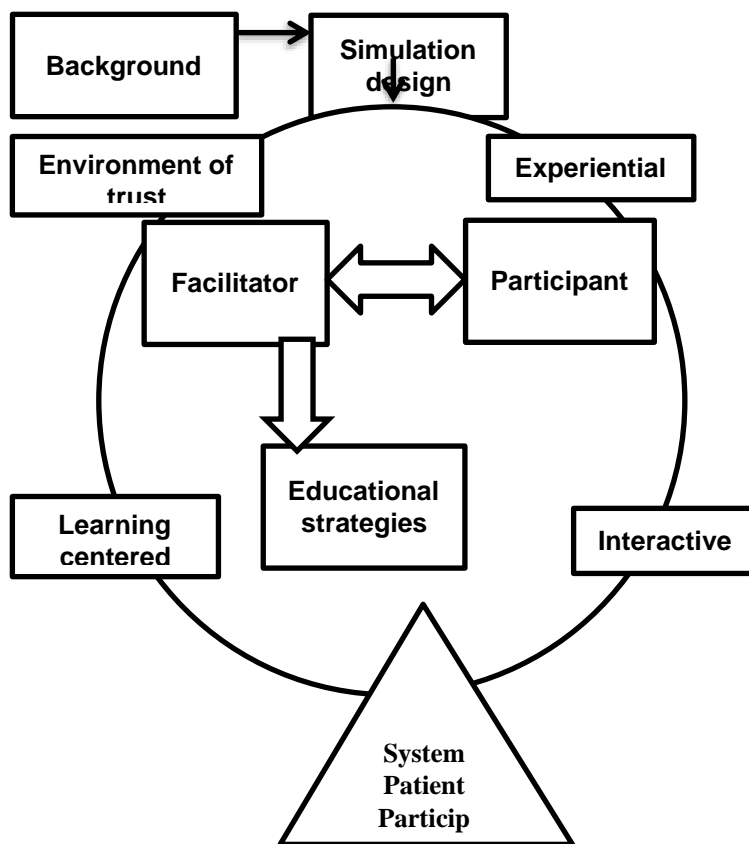 Background
Simulation
design
Environment of
trust
Experiential
Facilitator
Participant
Educational
strategies
Learning
centered
Interactive
System
Patient
Particip